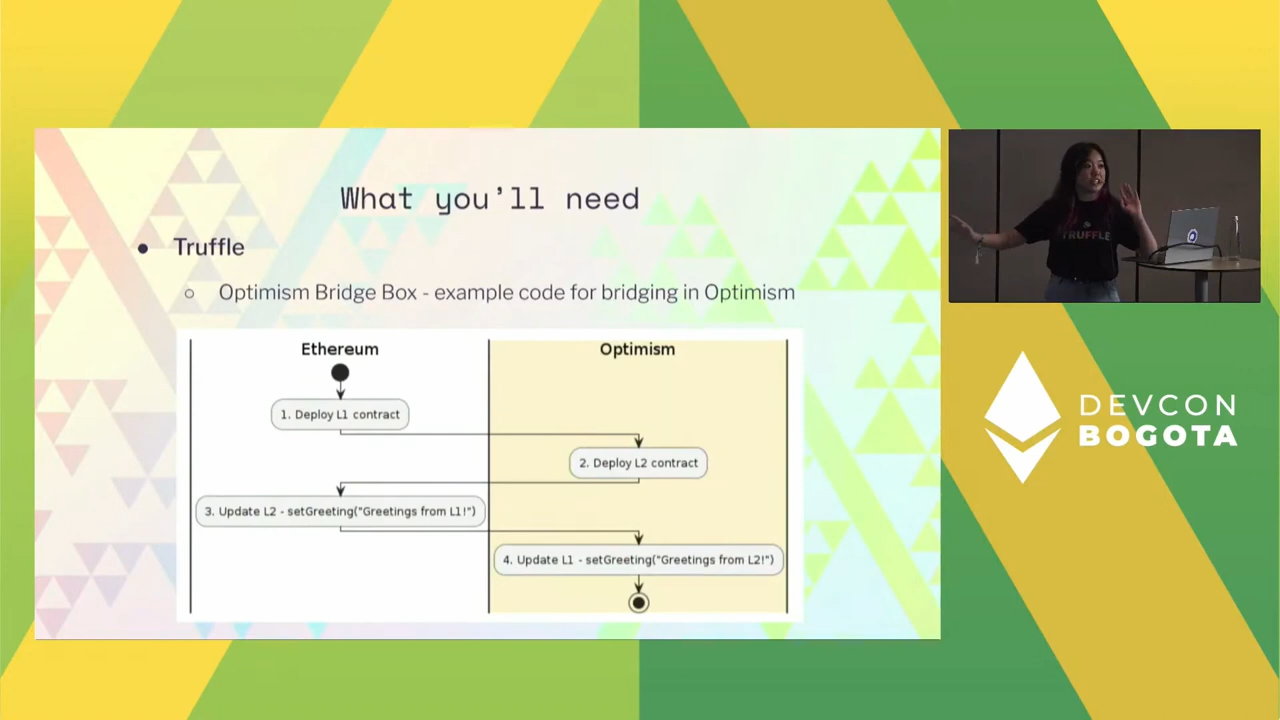 What you'll need
● Truffle
○ Optimism Bridge Box - example code for bridging in Optimism
Ethereum
Optimism
1. Deploy L1 contract
2. Deploy L2 contract
3. Update L2 - setGreeting("Greetings from L1!")
4. Update L1 - setGreeting("Greetings from L2!")
TRUFFLE
DEVCON
BOGOTA